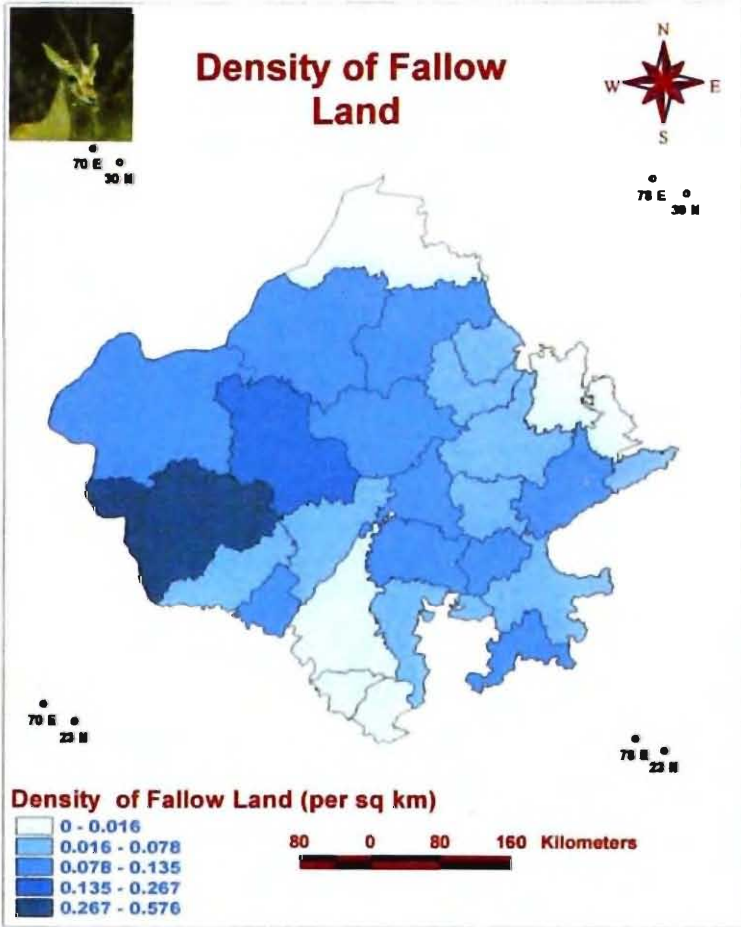 Density of Fallow
Land
N
W
E
S
70 E
30 N
78 E
30 N
70 E
23 N
78 E
23 N
Density of Fallow Land (per sq km)
0 - 0.016
0.016 - 0.078
0.078 - 0.135
0.135 - 0.267
0.267 - 0.576
80 0 80 160 Kilometers